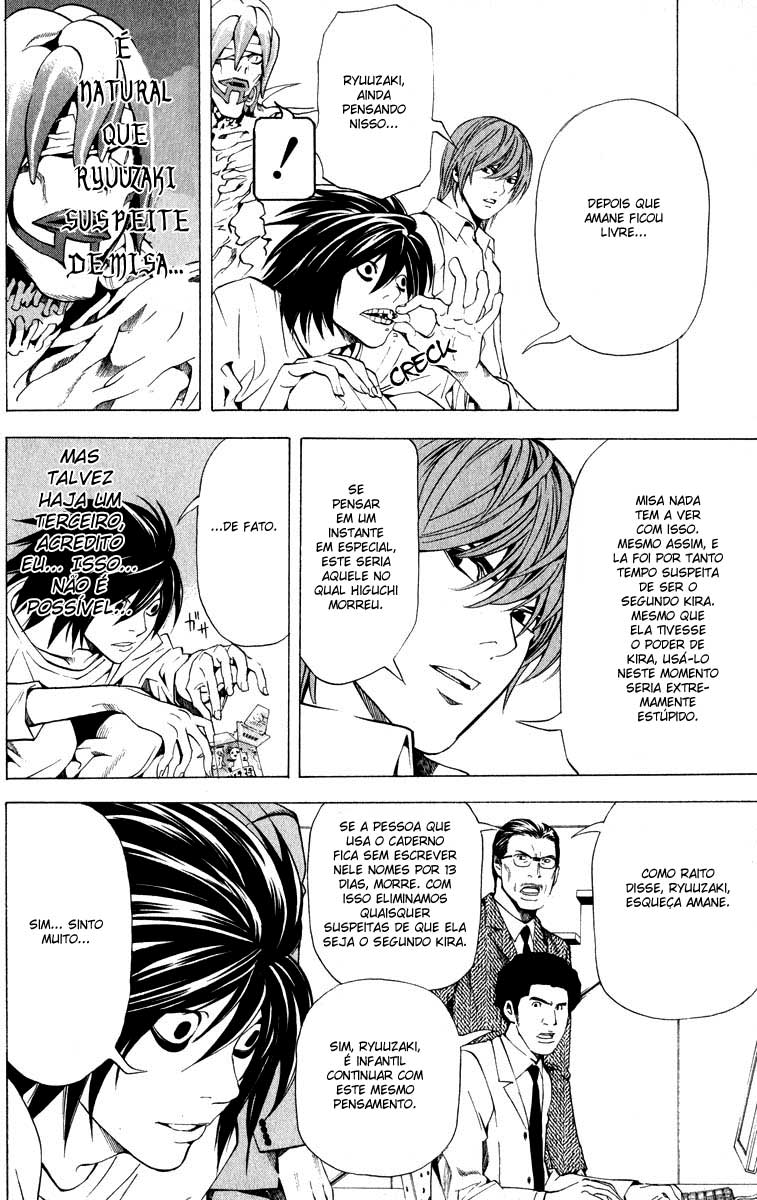 DEPOIS QUE
AMANE FICOU
LIVRE...
RYUUZAKI,
AINDA
PENSANDO
NISSO...
!
CRECK
É
NATURAL
QUE
RYUUZAKI
SUSPEITE
DE MISA...
MISA NADA
TEM A VER
COM ISSO.
MESMO ASSIM, E
LA FOI POR TANTO
TEMPO SUSPEITA
DE SER O
SEGUNDO KIRA.
MESMO QUE
ELA TIVESSE
O PODER DE
KIRA, USÁ-LO
NESTE MOMENTO
SERIA EXTRE-
MAMENTE
ESTÚPIDO.
SE
PENSAR
EM UM
INSTANTE
EM ESPECIAL,
ESTE SERIA
AQUELE NO
QUAL HIGUCHI
MORREU.
...DE FATO.
MAS
TALVEZ
HAJA UM
TERCEIRO,
ACREDITO
EU... ISSO...
NÃO É
POSSÍVEL...
ガサ
COMO RAITO
DISSE, RYUUZAKI,
ESQUEÇA AMANE.
SE A PESSOA QUE
USA O CADERNO
FICA SEM ESCREVER
NELE NOMES POR 13
DIAS, MORRE. COM
ISSO ELIMINAMOS
QUAISQUER
SUSPEITAS DE QUE ELA
SEJA O SEGUNDO KIRA.
SIM, RYUUZAKI,
É INFANTIL
CONTINUAR COM
ESTE MESMO
PENSAMENTO.
SIM... SINTO
MUITO...